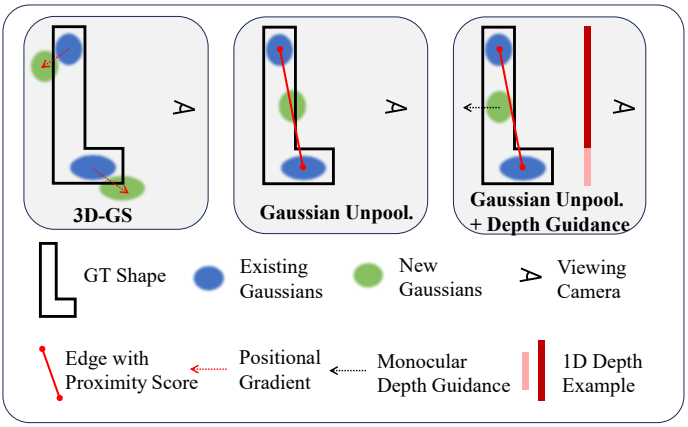 3D-GS
Gaussian Unpool.
Gaussian Unpool.
+ Depth Guidance
GT Shape
Existing
Gaussians
New
Gaussians
Viewing
Camera
Edge with
Proximity Score
Positional
Gradient
Monocular
Depth Guidance
1D Depth
Example